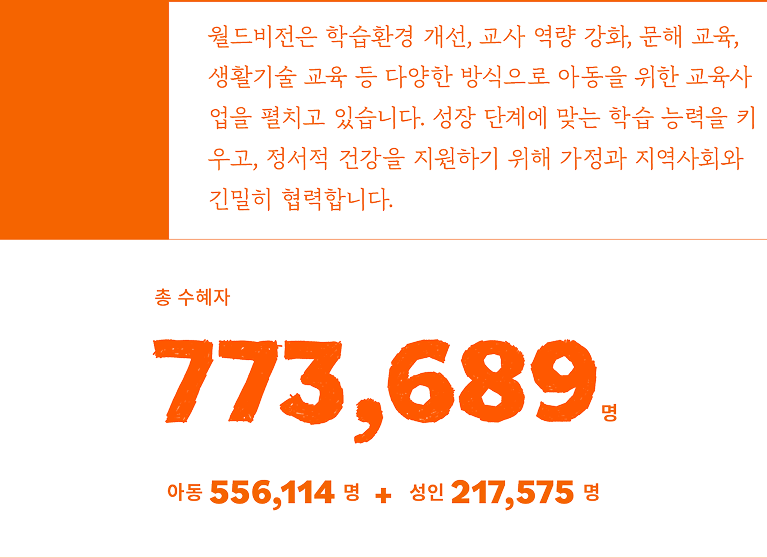 월드비전은 학습환경 개선, 교사 역량 강화, 문해 교육,
생활기술 교육 등 다양한 방식으로 아동을 위한 교육사
업을 펼치고 있습니다. 성장 단계에 맞는 학습 능력을 키
우고, 정서적 건강을 지원하기 위해 가정과 지역사회와
긴밀히 협력합니다.
총 수혜자
773,689 명
아동 556,114 명 + 성인 217,575 명